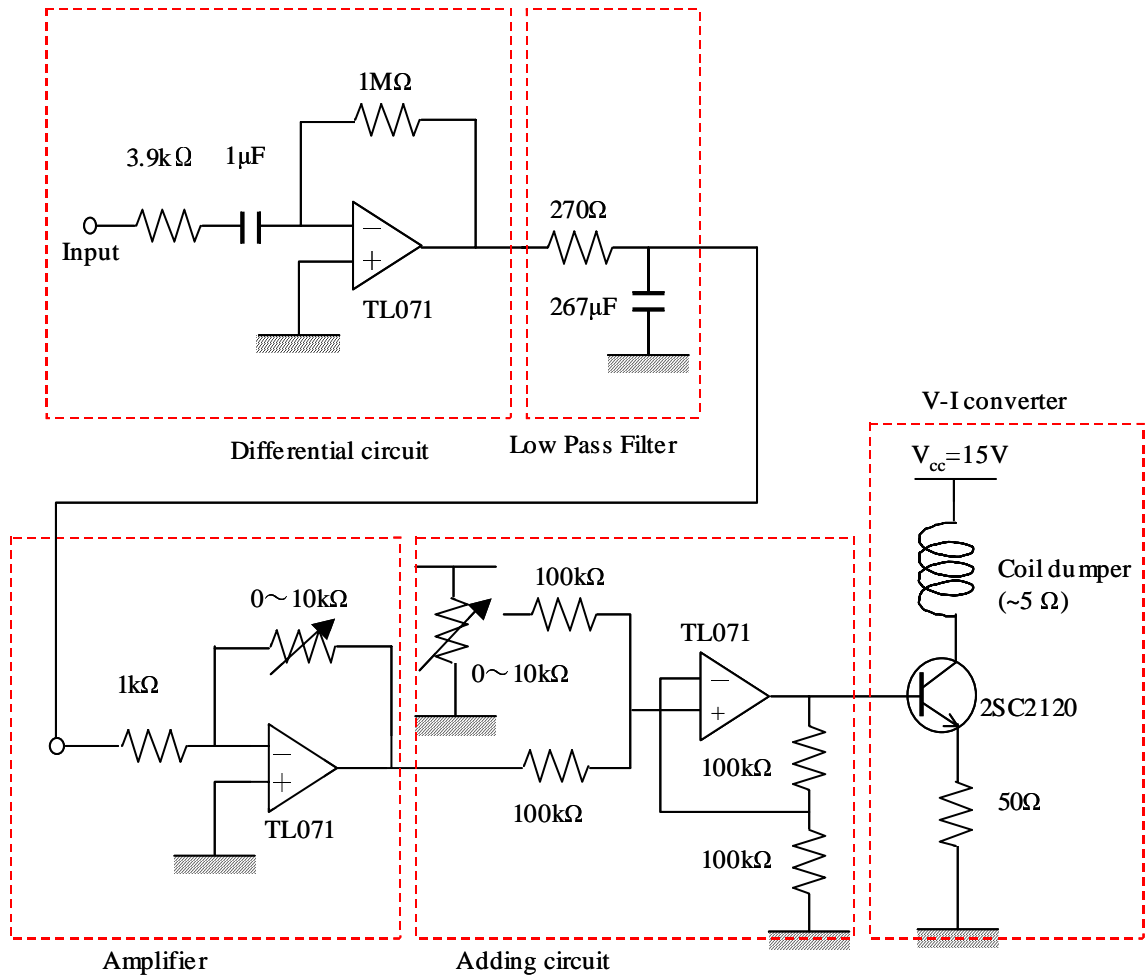 1MΩ
3.9kΩ
1μF
Input
−
+
TL071
270Ω
267μF
Differential circuit
Low Pass Filter
V-I converter
Vcc=15V
Coil dumper
(~5 Ω)
2SC2120
50Ω
0～10kΩ
1kΩ
−
+
TL071
Amplifier
100kΩ
0～10kΩ
100kΩ
TL071
−
+
100kΩ
100kΩ
Adding circuit